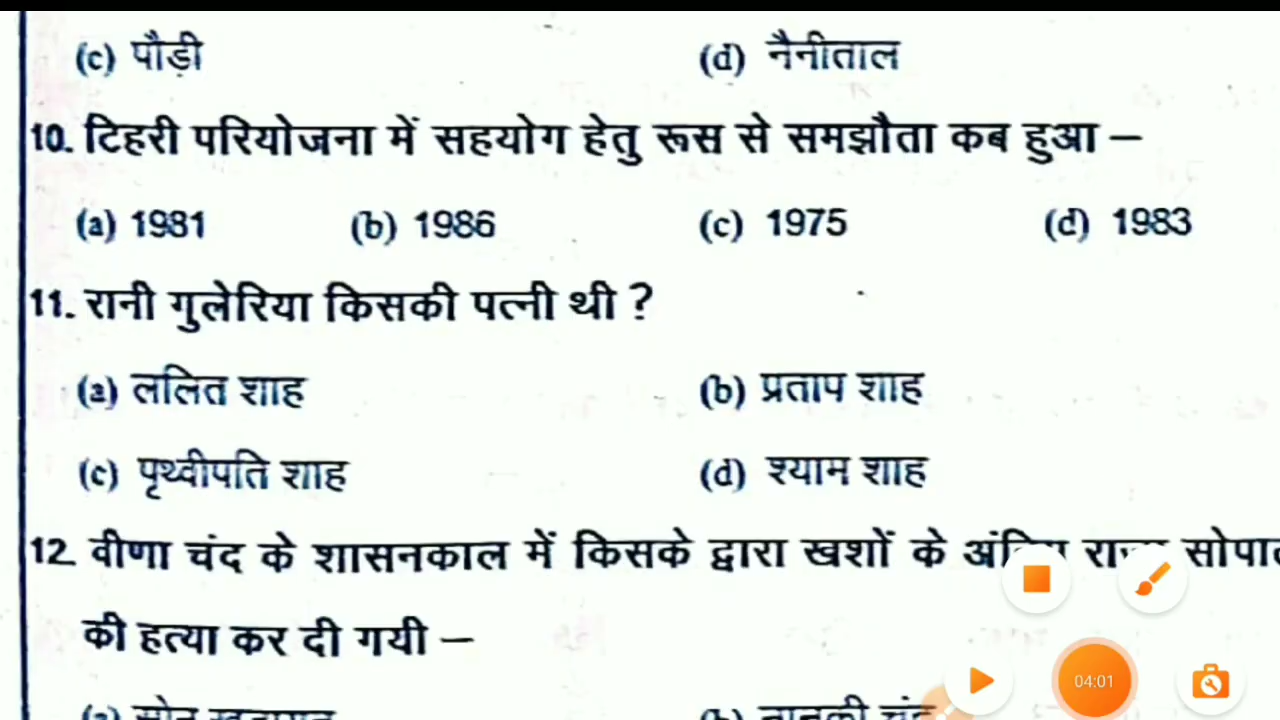 (c) पौड़ी (d) नैनीताल
10. टिहरी परियोजना में सहयोग हेतु रूस से समझौता कब हुआ –
(a) 1981 (b) 1986 (c) 1975 (d) 1983
11. रानी गुलेरिया किसकी पत्नी थी ?
(a) ललित शाह (b) प्रताप शाह
(c) पृथ्वीपति शाह (d) श्याम शाह
12. वीणा चंद के शासनकाल में किसके द्वारा खशों के
की हत्या कर दी गयी –
04:01